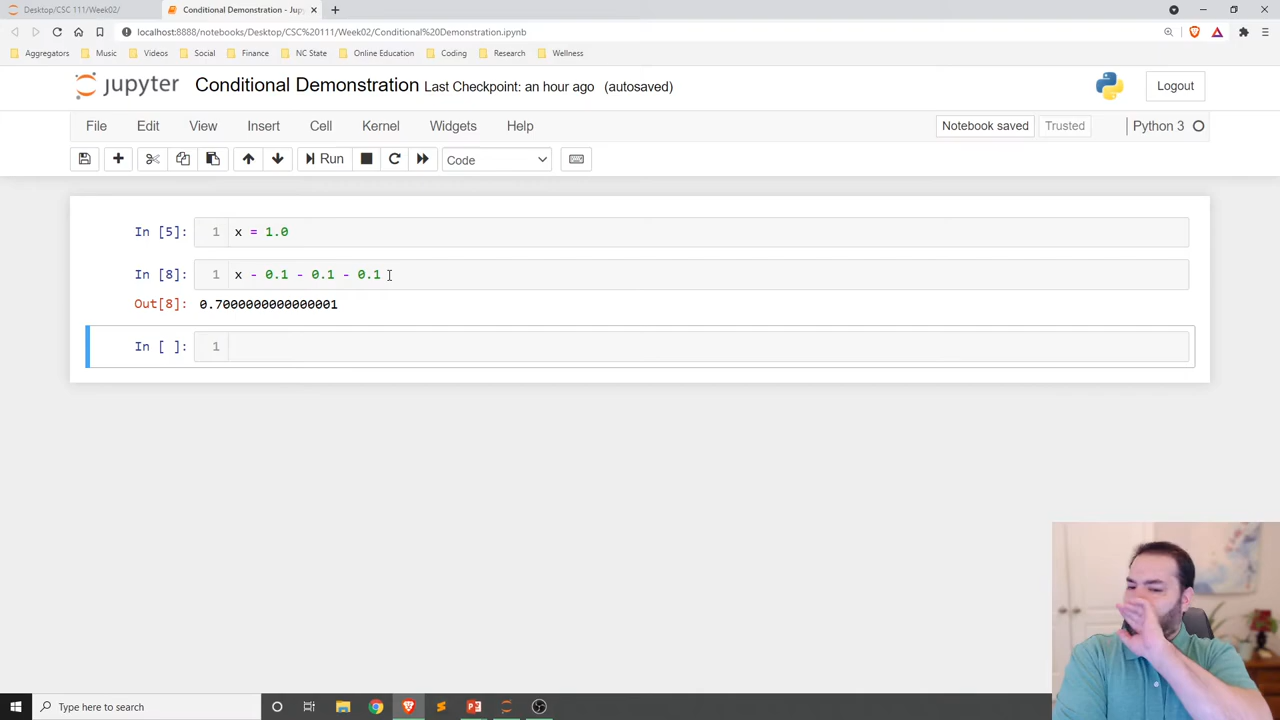 Desktop/CSC 111/Week02/
Conditional Demonstration - Jup
localhost:8888/notebooks/Desktop/CSC%20111/Week02/Conditional%20Demonstration.ipynb
Aggregators Music Videos Social Finance NC State Online Education Coding Research Wellness
jupyter Conditional Demonstration Last Checkpoint: an hour ago (autosaved)
Logout
File Edit View Insert Cell Kernel Widgets Help
Notebook saved Trusted Python 3
Run Code
In [5]: 1 x = 1.0
In [8]: 1 x - 0.1 - 0.1 - 0.1
Out[8]: 0.7000000000000001
In [ ]: 1
Type here to search